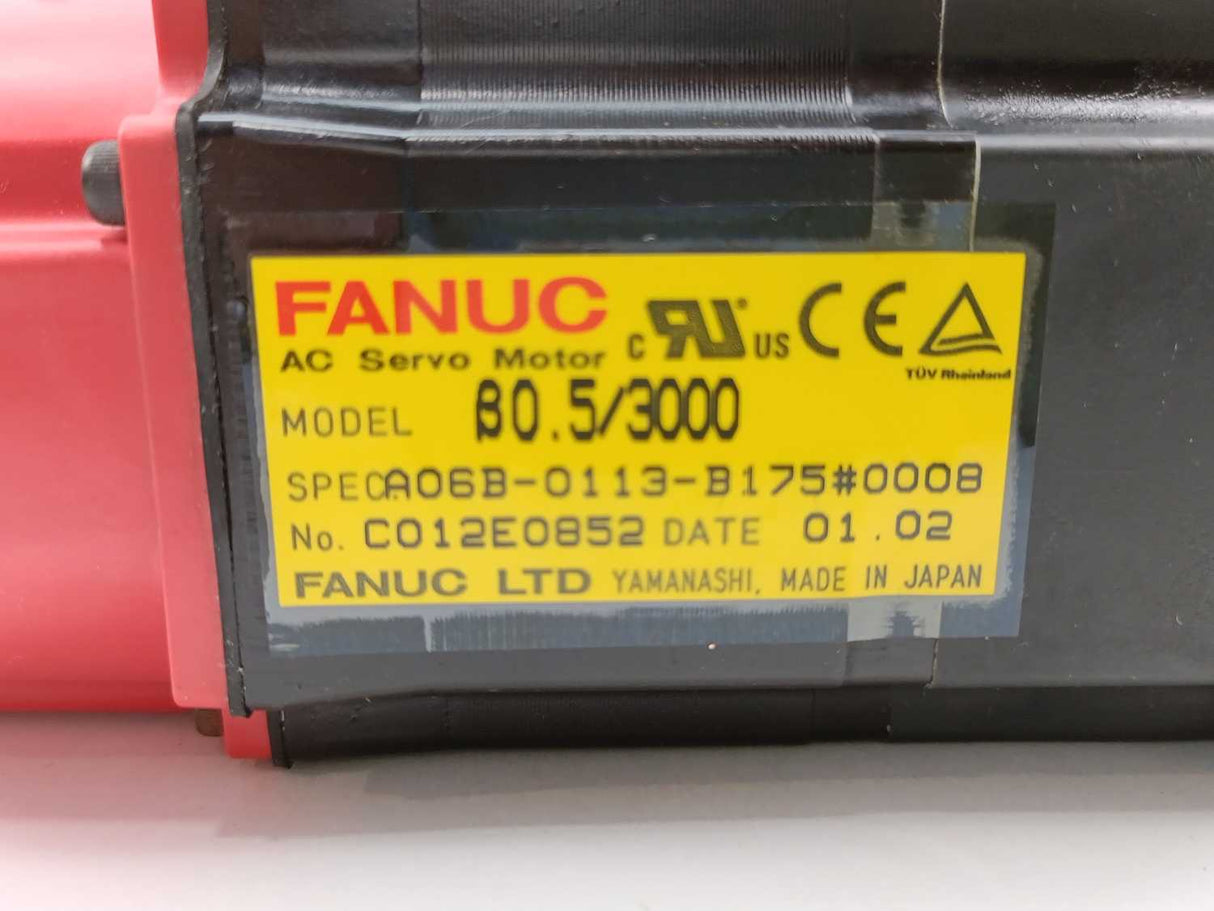 FANUC
AC Servo Motor c RU US CE
TÜV Rheinland
MODEL β0.5/3000
SPEC A06B-0113-B175#0008
No. C012E0852 DATE 01.02
FANUC LTD YAMANASHI, MADE IN JAPAN